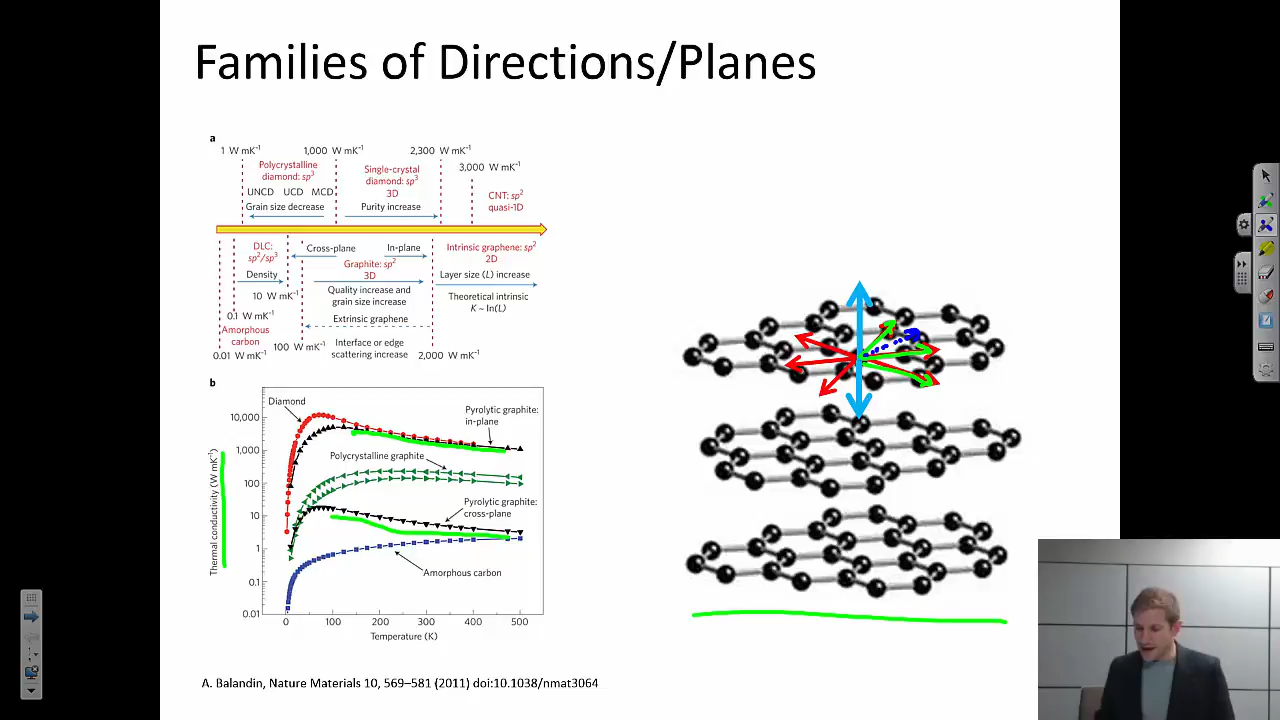 Families of Directions/Planes
a
1 W mK⁻¹ 1,000 W mK⁻¹ 2,300 W mK⁻¹
3,000 W mK⁻¹
Polycrystalline
diamond: sp³
UNCD UCD MCD
Grain size decrease
Single-crystal
diamond: sp³
3D
Purity increase
CNT: sp²
quasi-1D
DLC:
sp²/sp³
Density
10 W mK⁻¹
0.1 W mK⁻¹
Amorphous
carbon
0.01 W mK⁻¹
100 W mK⁻¹
Cross-plane In-plane
Graphite: sp²
3D
Quality increase and
grain size increase
Extrinsic graphene
Interface or edge
scattering increase
2,000 W mK⁻¹
Intrinsic graphene: sp²
2D
Layer size (L) increase
Theoretical intrinsic
K ~ ln(L)
b
Thermal conductivity (W mK⁻¹)
10,000
1,000
100
10
1
0.1
0.01
Diamond
Pyrolytic graphite:
in-plane
Polycrystalline graphite
Pyrolytic graphite:
cross-plane
Amorphous carbon
0 100 200 300 400 500
Temperature (K)
A. Balandin, Nature Materials 10, 569–581 (2011) doi:10.1038/nmat3064